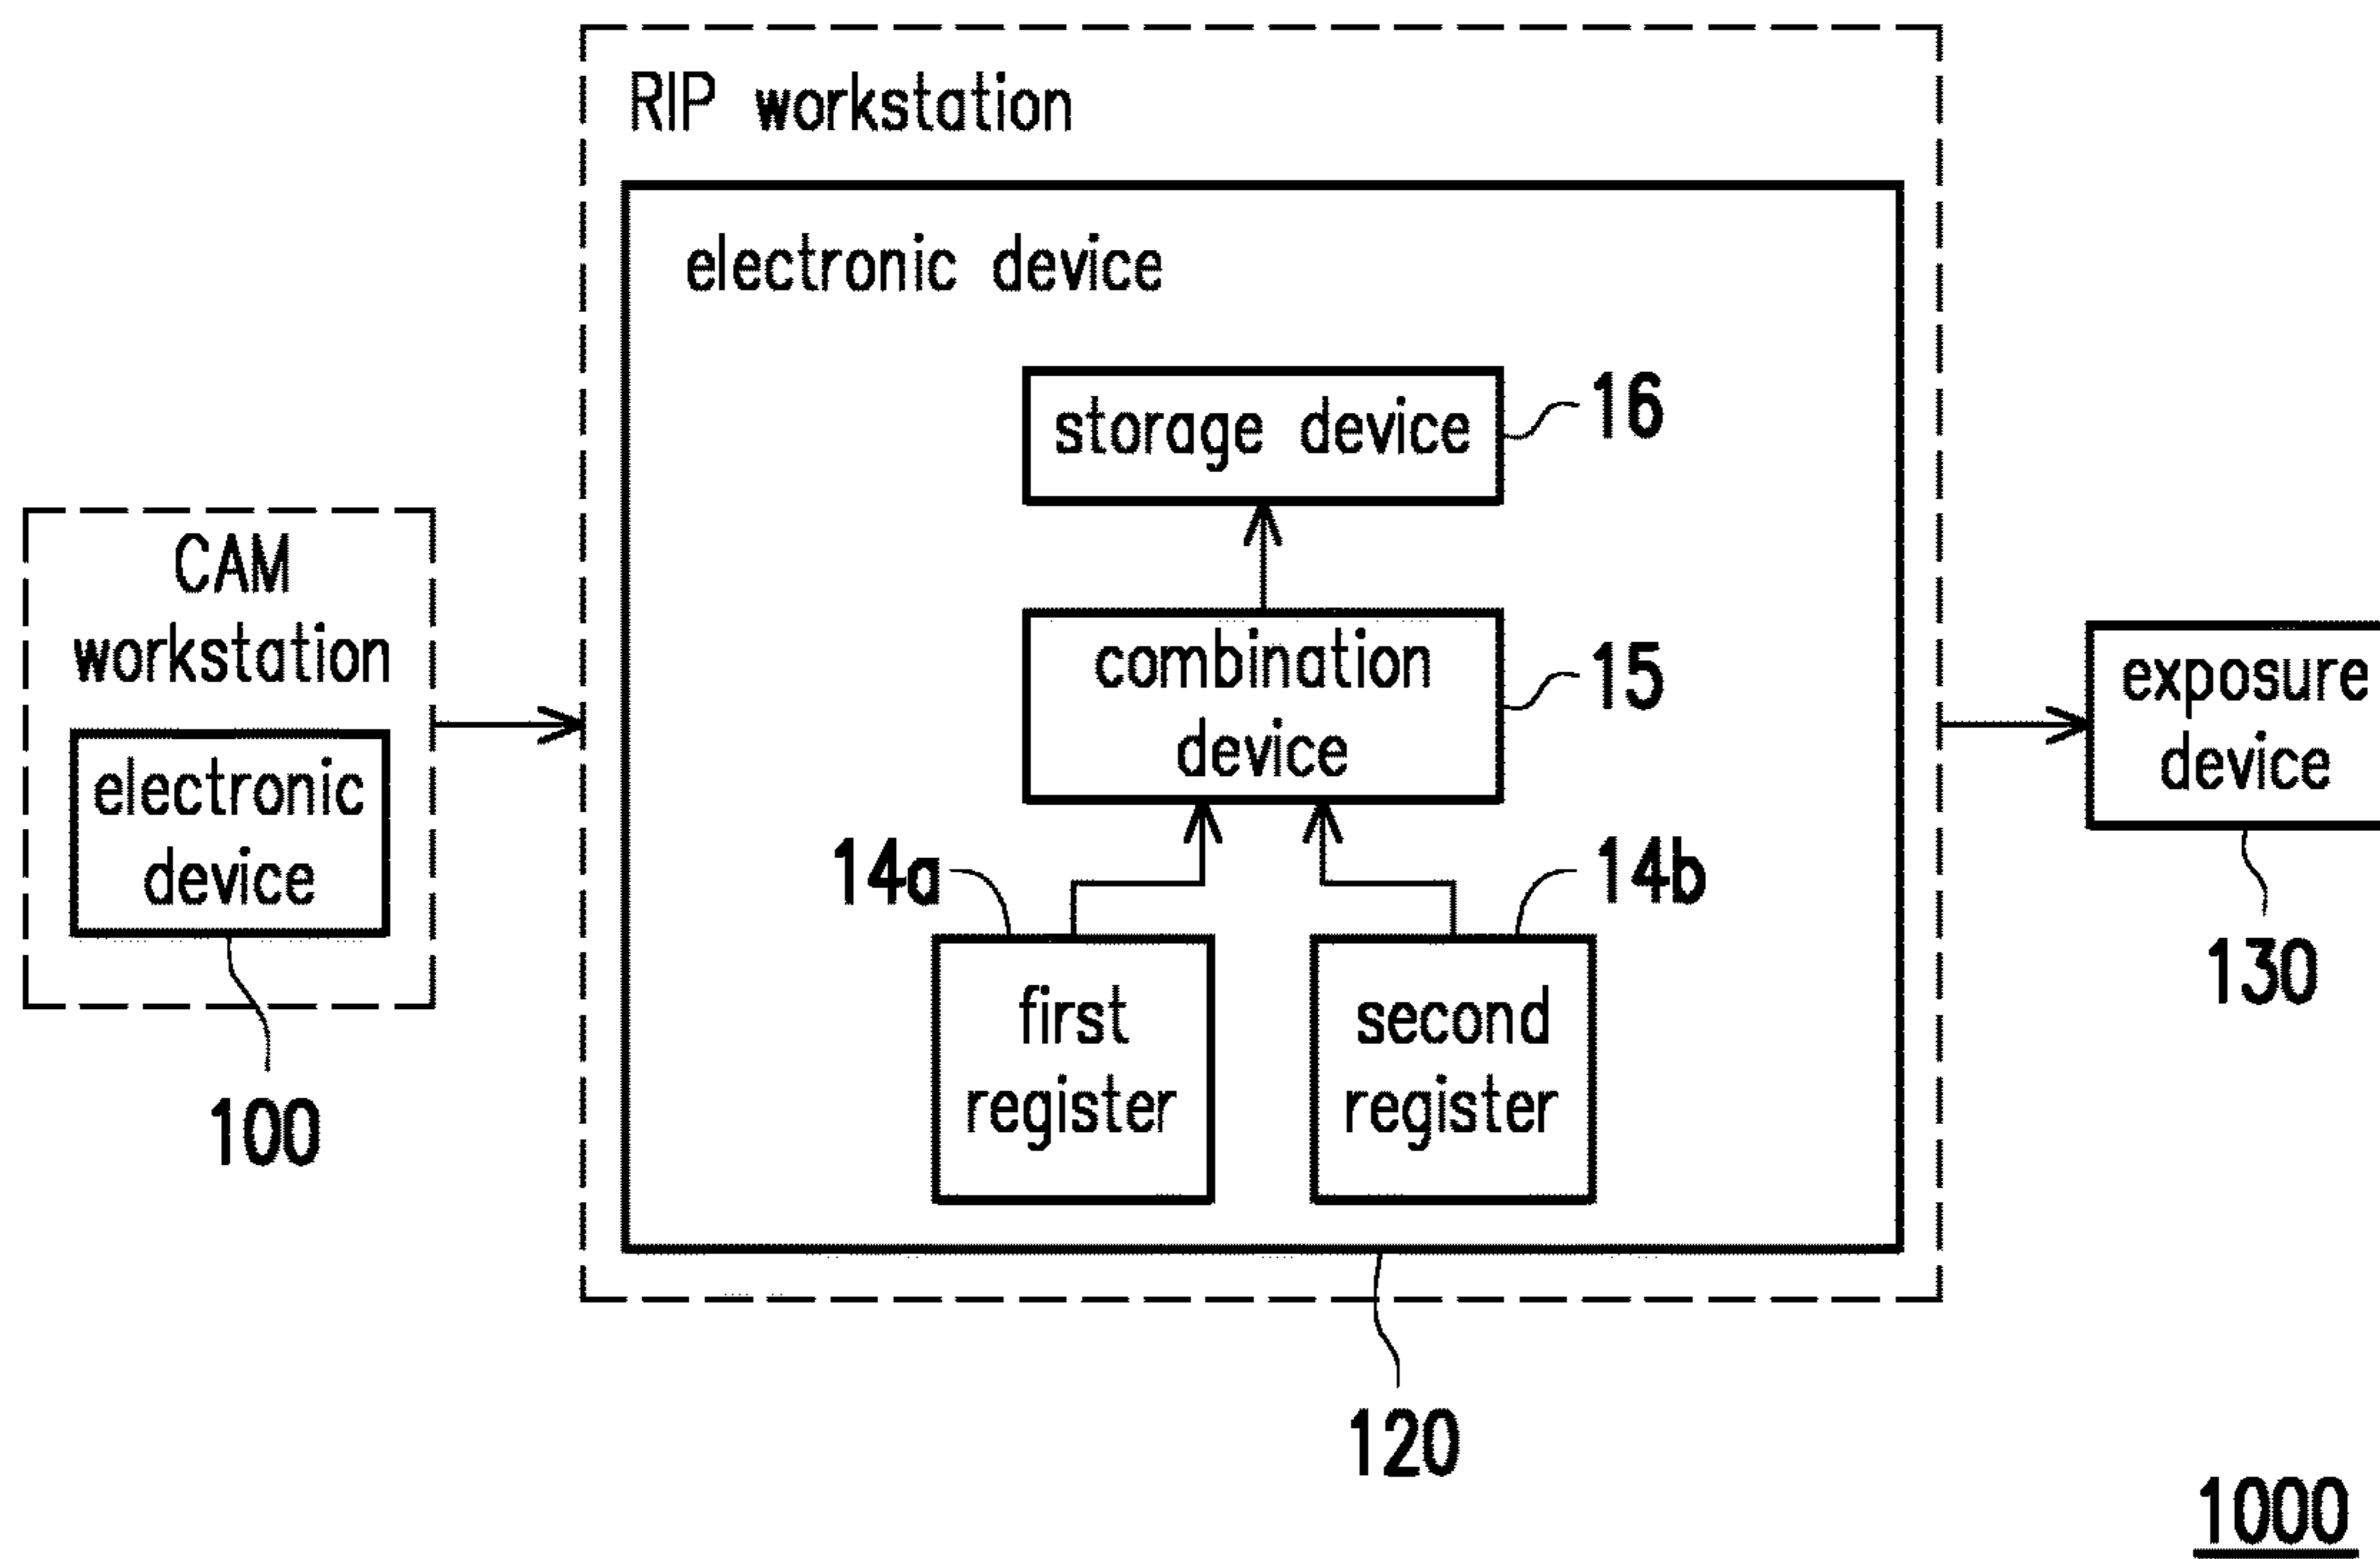 RIP workstation
electronic device
storage device
16
CAM
workstation
electronic
device
100
combination
device
15
14a
14b
first
register
second
register
120
exposure
device
130
1000